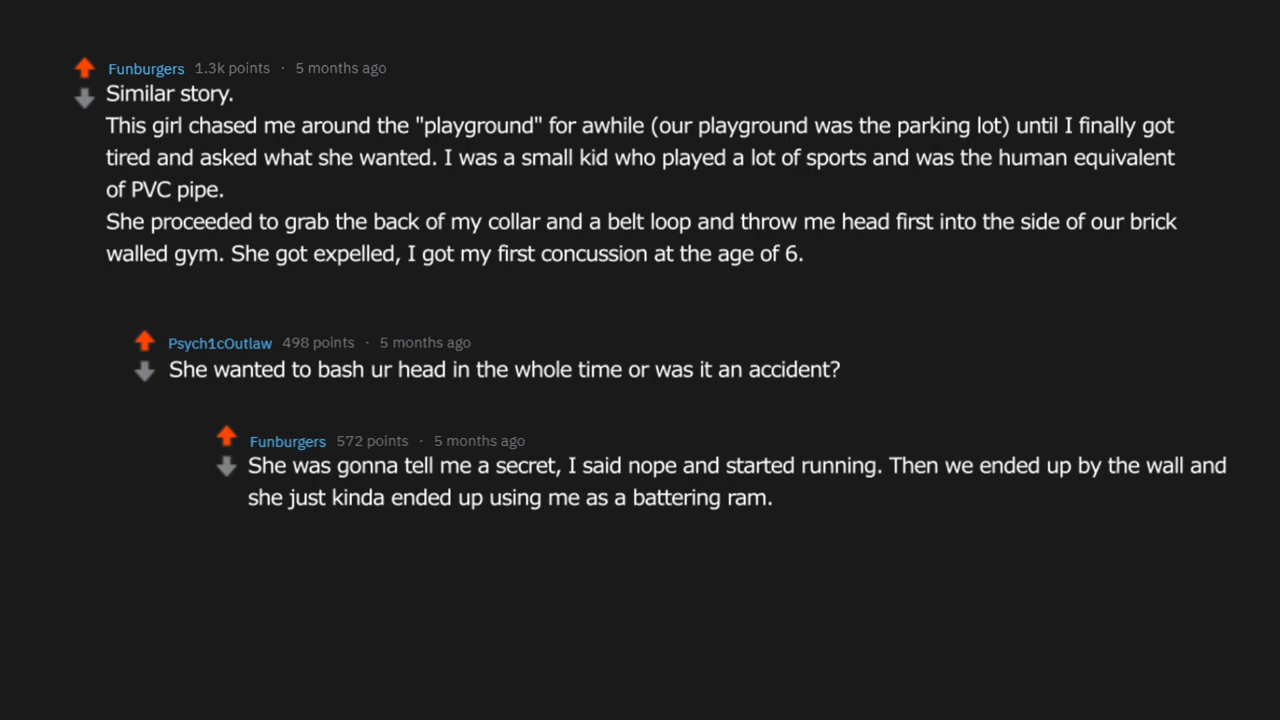 Funburgers 1.3k points · 5 months ago
Similar story.
This girl chased me around the "playground" for awhile (our playground was the parking lot) until I finally got
tired and asked what she wanted. I was a small kid who played a lot of sports and was the human equivalent
of PVC pipe.
She proceeded to grab the back of my collar and a belt loop and throw me head first into the side of our brick
walled gym. She got expelled, I got my first concussion at the age of 6.
Psych1cOutlaw 498 points · 5 months ago
She wanted to bash ur head in the whole time or was it an accident?
Funburgers 572 points · 5 months ago
She was gonna tell me a secret, I said nope and started running. Then we ended up by the wall and
she just kinda ended up using me as a battering ram.